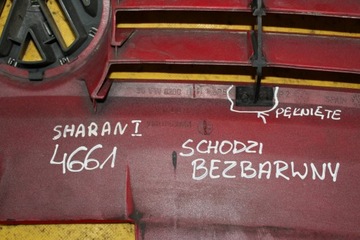 PĘKNIĘTE
SHARAN I
4661
SCHODZI
BEZBARWNY